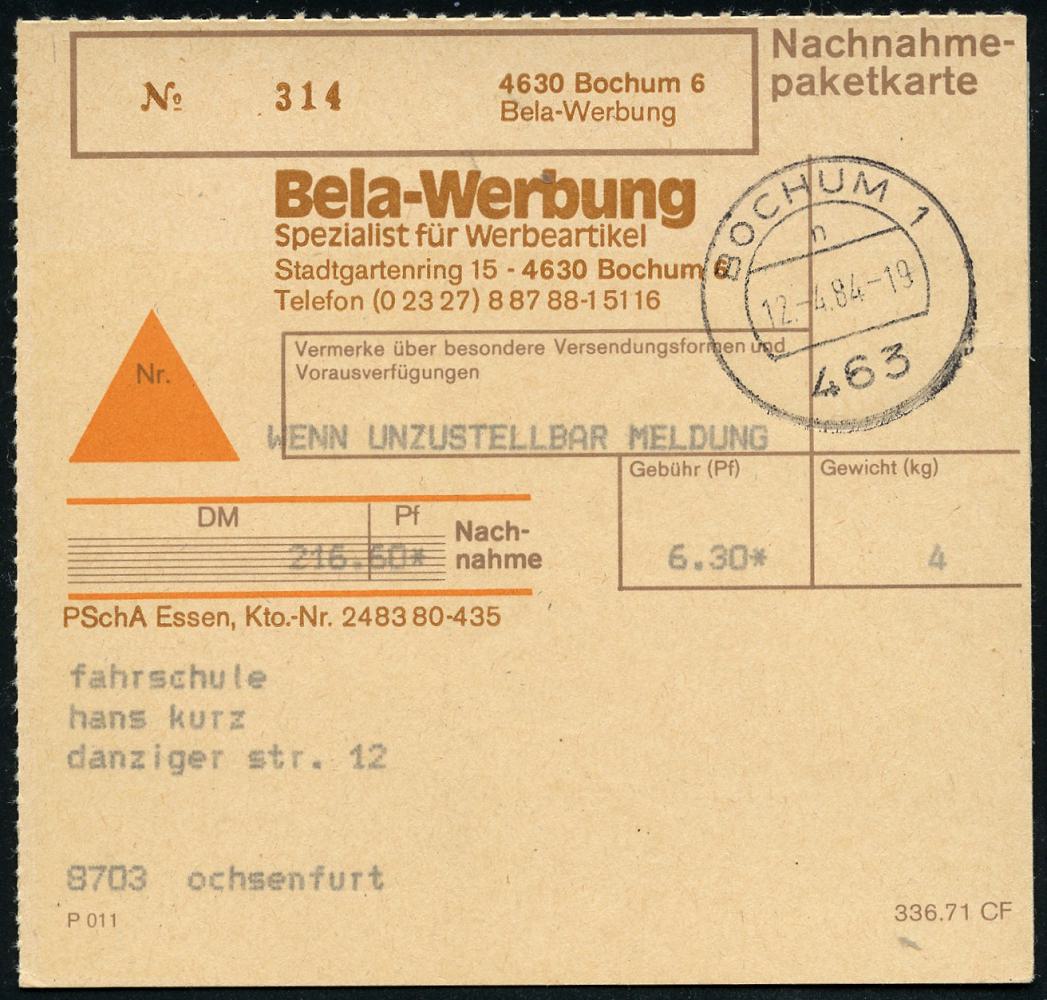 Nachnahme-
paketkarte
№ 314
4630 Bochum 6
Bela-Werbung
Bela-Werbung
Spezialist für Werbeartikel
Stadtgartenring 15 - 4630 Bochum 6
Telefon (0 23 27) 8 87 88-1 51 16
BOCHUM 1
h
12.-4.84-19
463
Nr.
Vermerke über besondere Versendungsformen und
Vorausverfügungen
WENN UNZUSTELLBAR MELDUNG
Gebühr (Pf)
Gewicht (kg)
DM
Pf
Nach-
nahme
216.60*
6.30*
4
PSchA Essen, Kto.-Nr. 2483 80-435
fahrschule
hans kurz
danziger str. 12
8703 ochsenfurt
P 011
336.71 CF